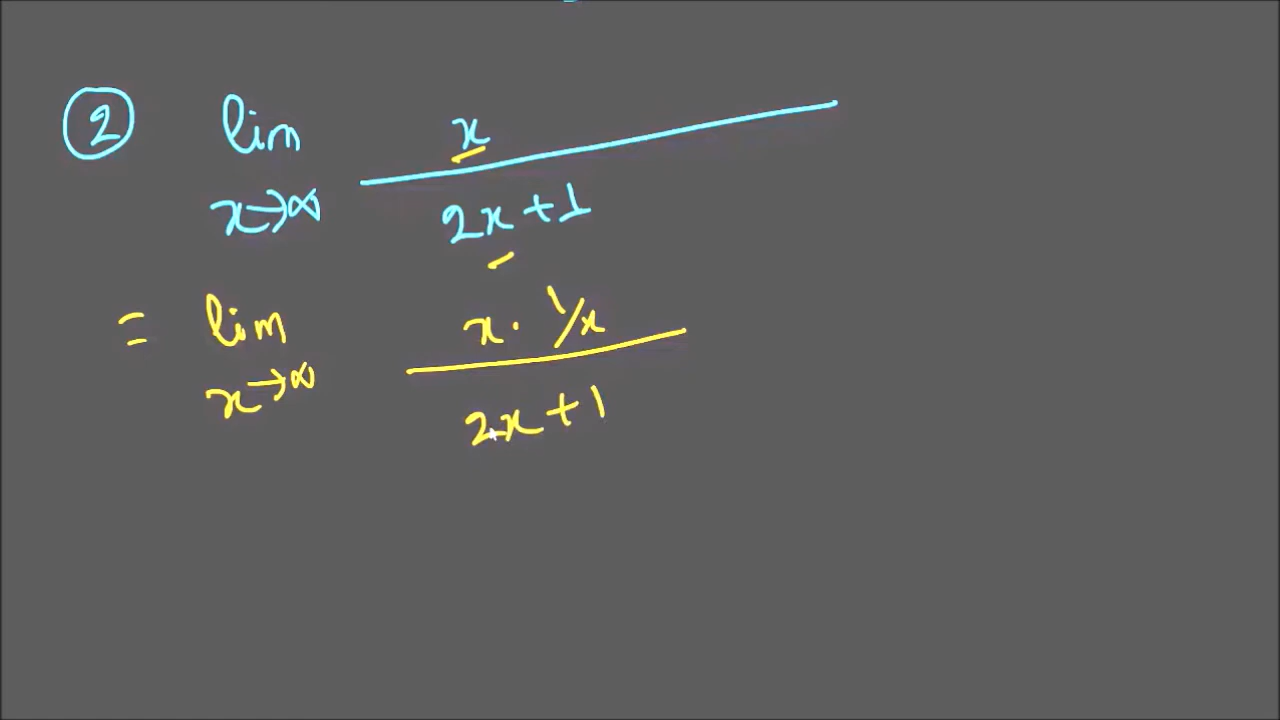 ② lim x
x→∞ 2x+1
= lim x · 1/x
x→∞ 2x+1